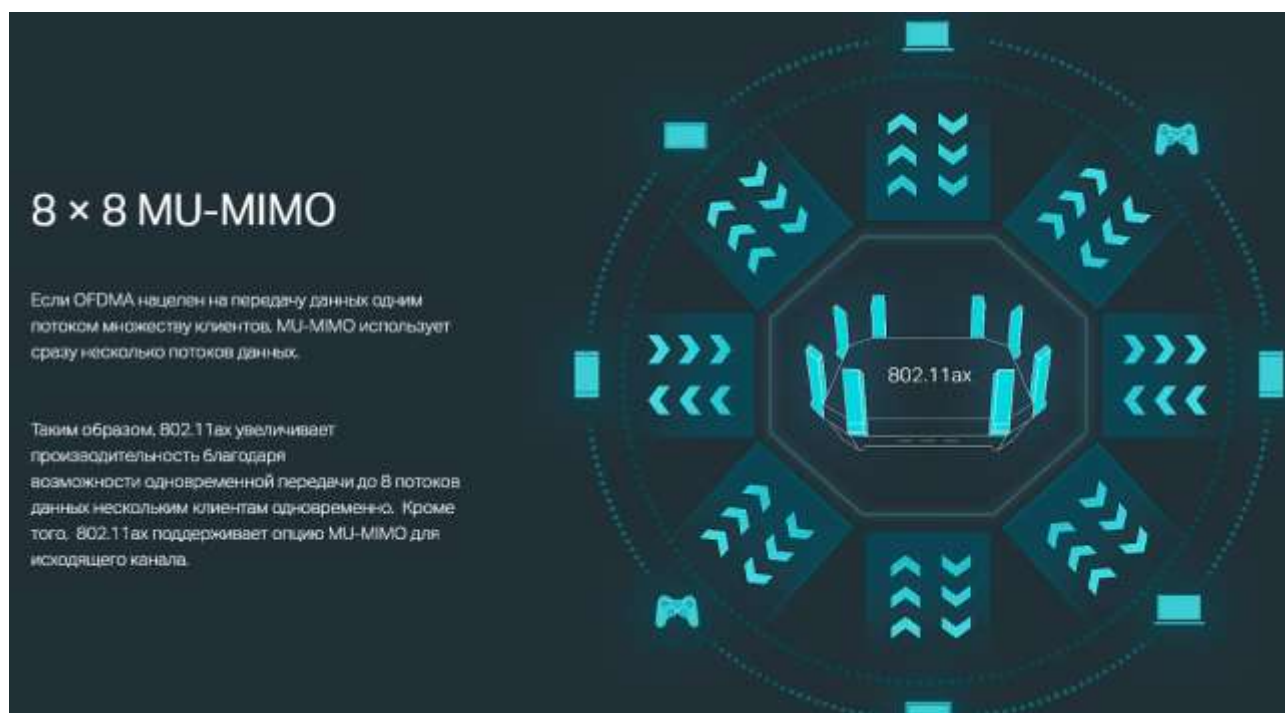 8 × 8 MU-MIMO
Если OFDMA нацелен на передачу данных одним
потоком множеству клиентов, MU-MIMO использует
сразу несколько потоков данных.
Таким образом, 802.11ax увеличивает
производительность благодаря
возможности одновременной передачи до 8 потоков
данных нескольким клиентам одновременно. Кроме
того, 802.11ax поддерживает опцию MU-MIMO для
исходящего канала.
802.11ax